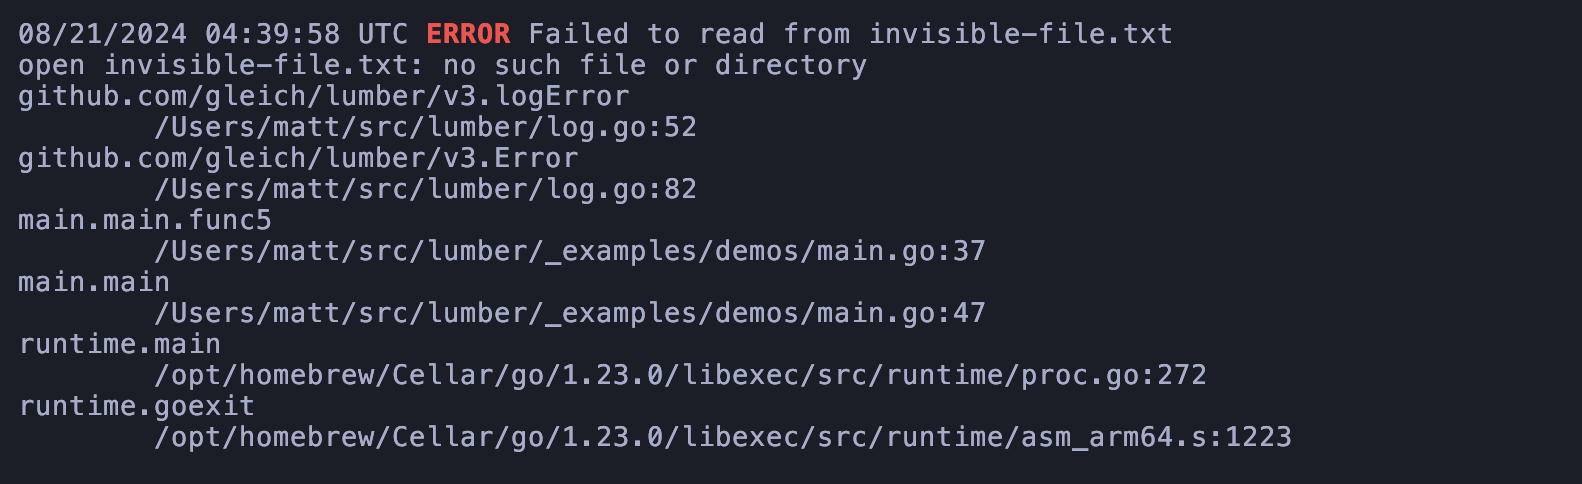 08/21/2024 04:39:58 UTC ERROR Failed to read from invisible-file.txt
open invisible-file.txt: no such file or directory
github.com/gleich/lumber/v3.logError
        /Users/matt/src/lumber/log.go:52
github.com/gleich/lumber/v3.Error
        /Users/matt/src/lumber/log.go:82
main.main.func5
        /Users/matt/src/lumber/_examples/demos/main.go:37
main.main
        /Users/matt/src/lumber/_examples/demos/main.go:47
runtime.main
        /opt/homebrew/Cellar/go/1.23.0/libexec/src/runtime/proc.go:272
runtime.goexit
        /opt/homebrew/Cellar/go/1.23.0/libexec/src/runtime/asm_arm64.s:1223